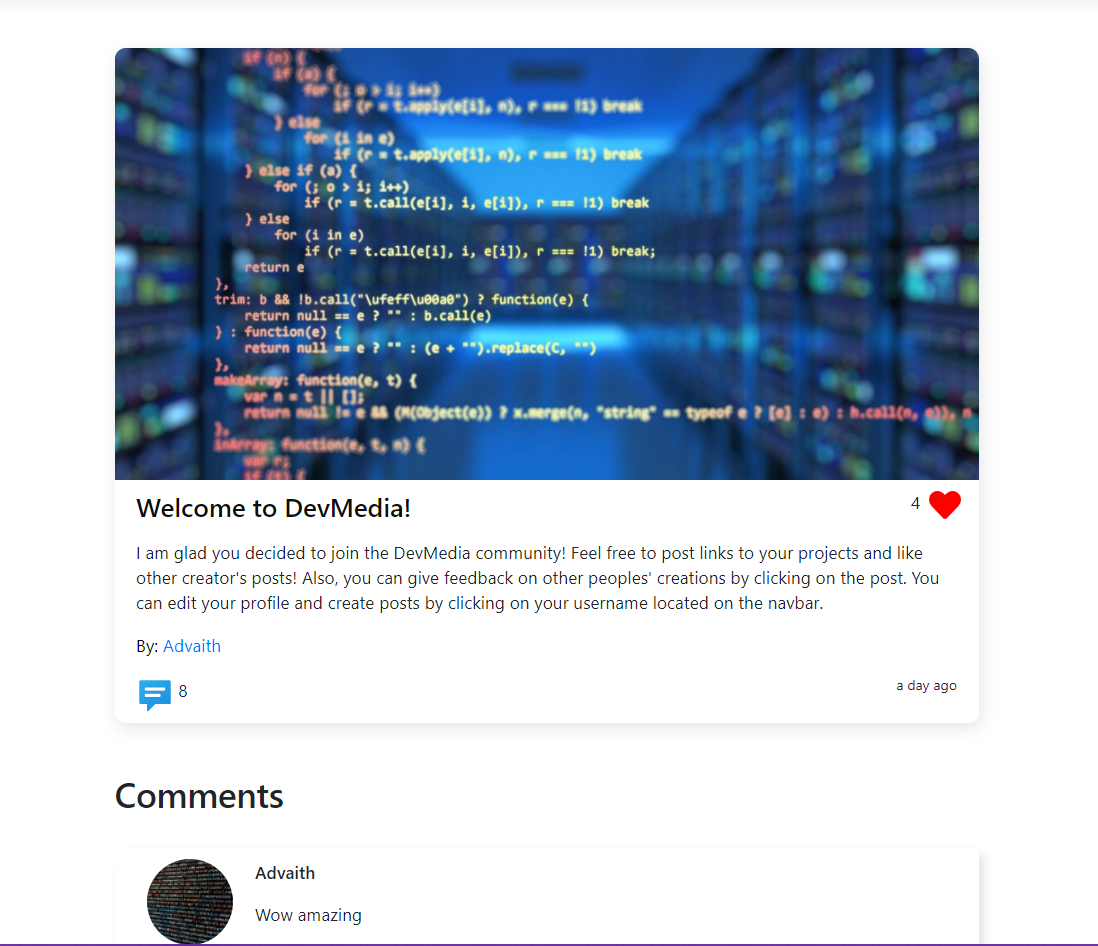 if (n) {
if (a) {
for (; o > i; i++)
if (r = t.apply(e[i], n), r === !1) break
} else
for (i in e)
if (r = t.apply(e[i], n), r === !1) break
} else if (a) {
for (; o > i; i++)
if (r = t.call(e[i], i, e[i]), r === !1) break
} else
for (i in e)
if (r = t.call(e[i], i, e[i]), r === !1) break;
return e
},
trim: b && !b.call("\ufeff\u00a0") ? function(e) {
return null == e ? "" : b.call(e)
} : function(e) {
return null == e ? "" : (e + "").replace(C, "")
},
makeArray: function(e, t) {
var n = t || [];
return null != e && (M(Object(e)) ? x.merge(n, "string" == typeof e ? [e] : e) : h.call(n, e)), n
},
inArray: function(e, t, n) {
var r;
if (t) {
Welcome to DevMedia!
4
I am glad you decided to join the DevMedia community! Feel free to post links to your projects and like
other creator's posts! Also, you can give feedback on other peoples' creations by clicking on the post. You
can edit your profile and create posts by clicking on your username located on the navbar.
By: Advaith
8
a day ago
Comments
Advaith
Wow amazing